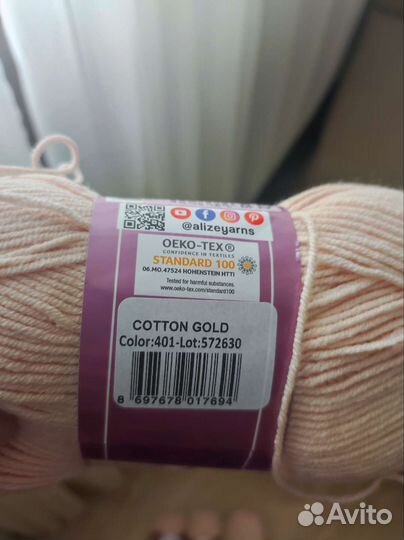 @alizeyarns
OEKO-TEX®
CONFIDENCE IN TEXTILES
STANDARD 100
06.MO.47524 HOHENSTEIN HTTI
Tested for harmful substances.
www.oeko-tex.com/standard100
COTTON GOLD
Color:401-Lot:572630
8 697678 017694
Avito